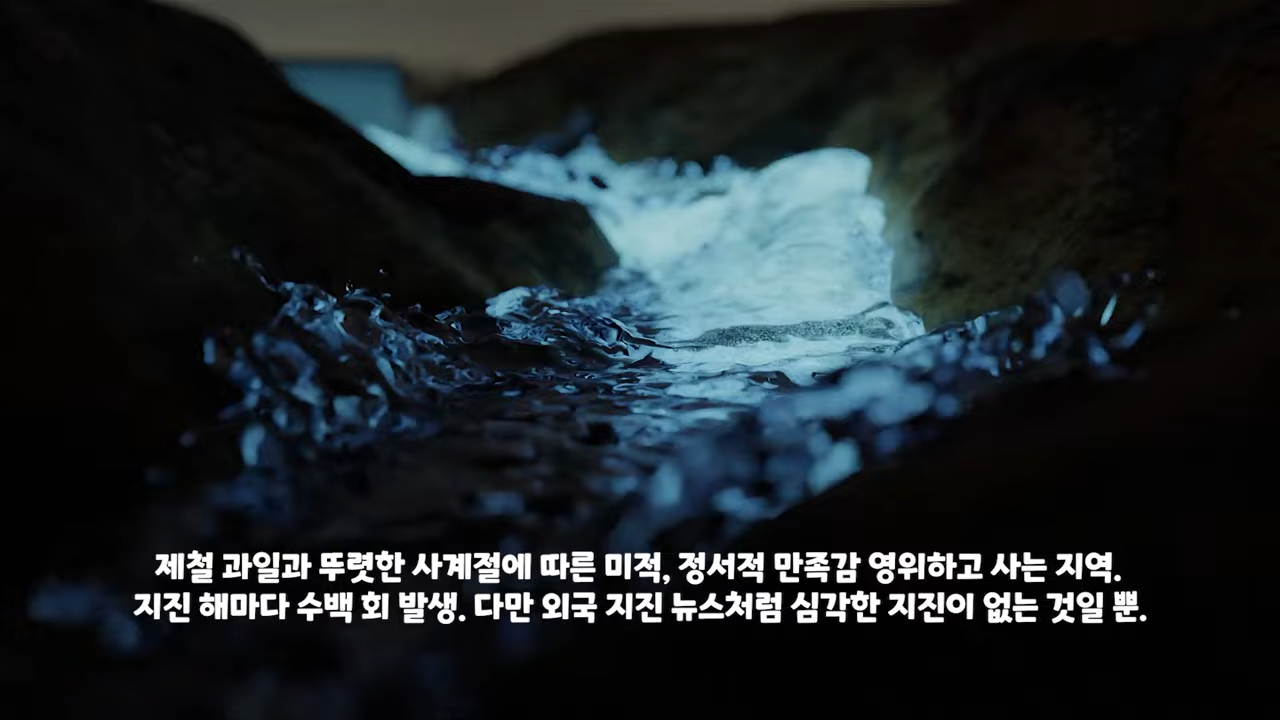 제철 과일과 뚜렷한 사계절에 따른 미적, 정서적 만족감 영위하고 사는 지역.
지진 해마다 수백 회 발생. 다만 외국 지진 뉴스처럼 심각한 지진이 없는 것일 뿐.